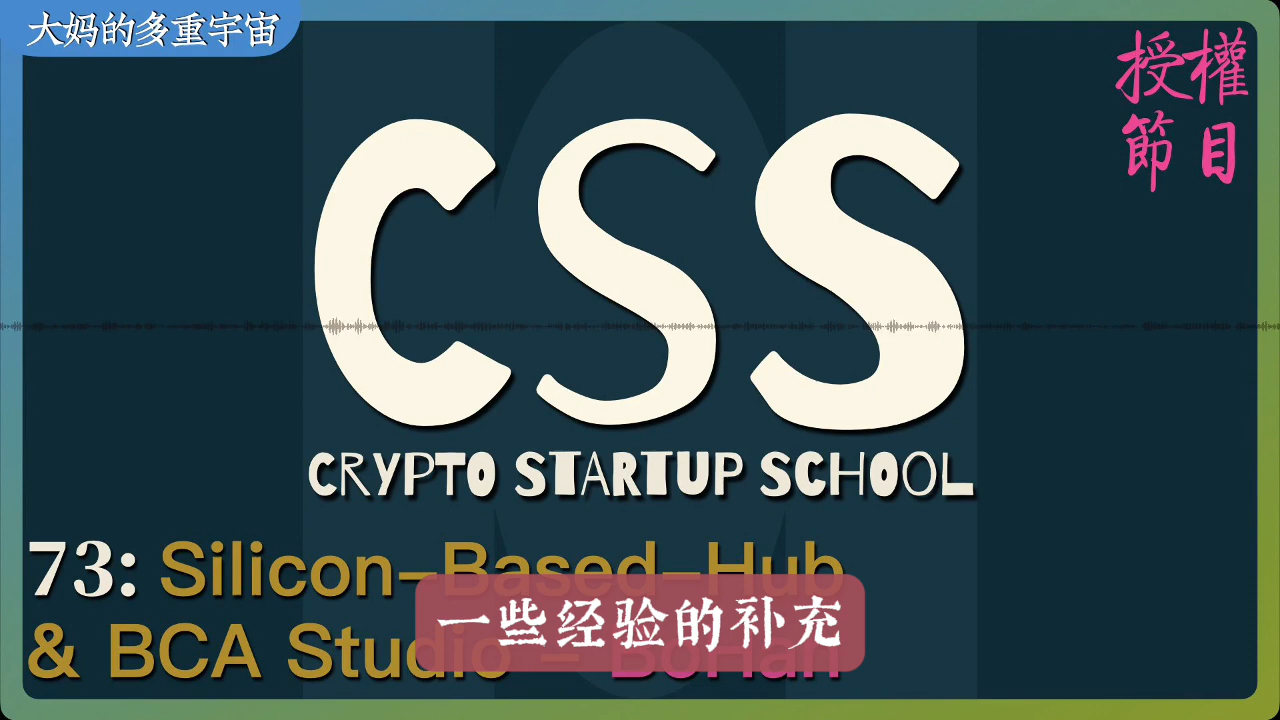 大妈的多重宇宙
授權
節目
CSS
CRYPTO STARTUP SCHOOL
73: Silicon-Based-Hub
& BCA Studio - BoHan
一些经验的补充